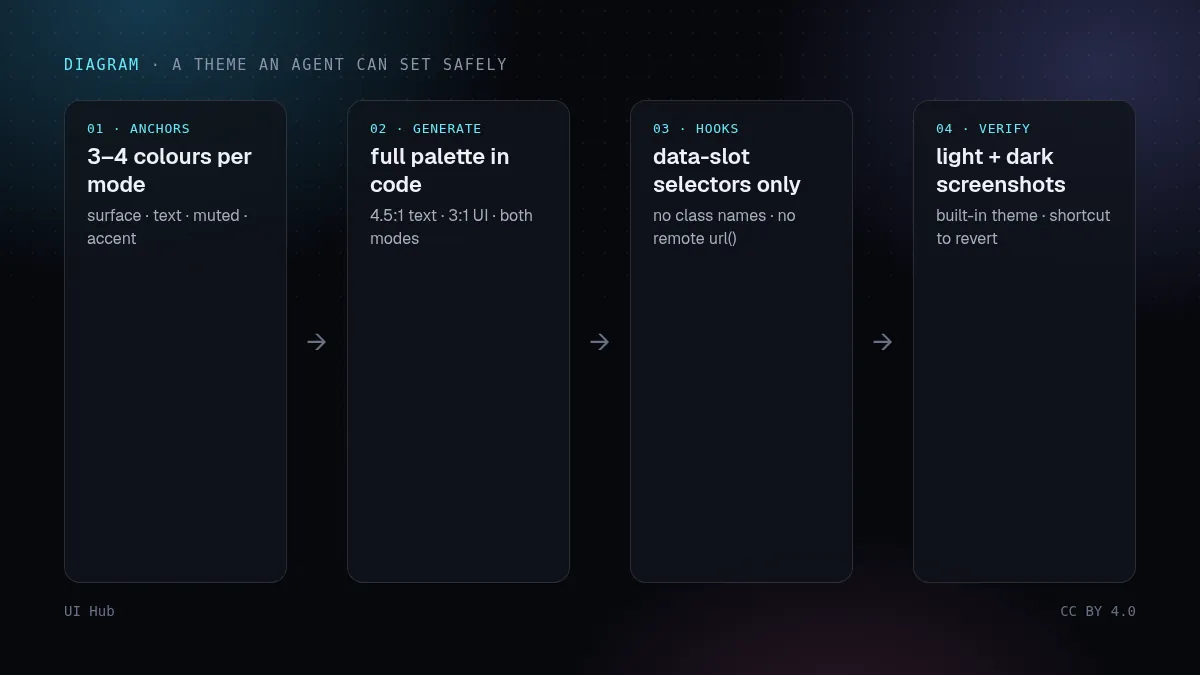 DIAGRAM · A THEME AN AGENT CAN SET SAFELY
01 · ANCHORS
3–4 colours per
mode
surface · text · muted ·
accent
→
02 · GENERATE
full palette in
code
4.5:1 text · 3:1 UI · both
modes
→
03 · HOOKS
data-slot
selectors only
no class names · no
remote url()
→
04 · VERIFY
light + dark
screenshots
built-in theme · shortcut
to revert
UI Hub
CC BY 4.0